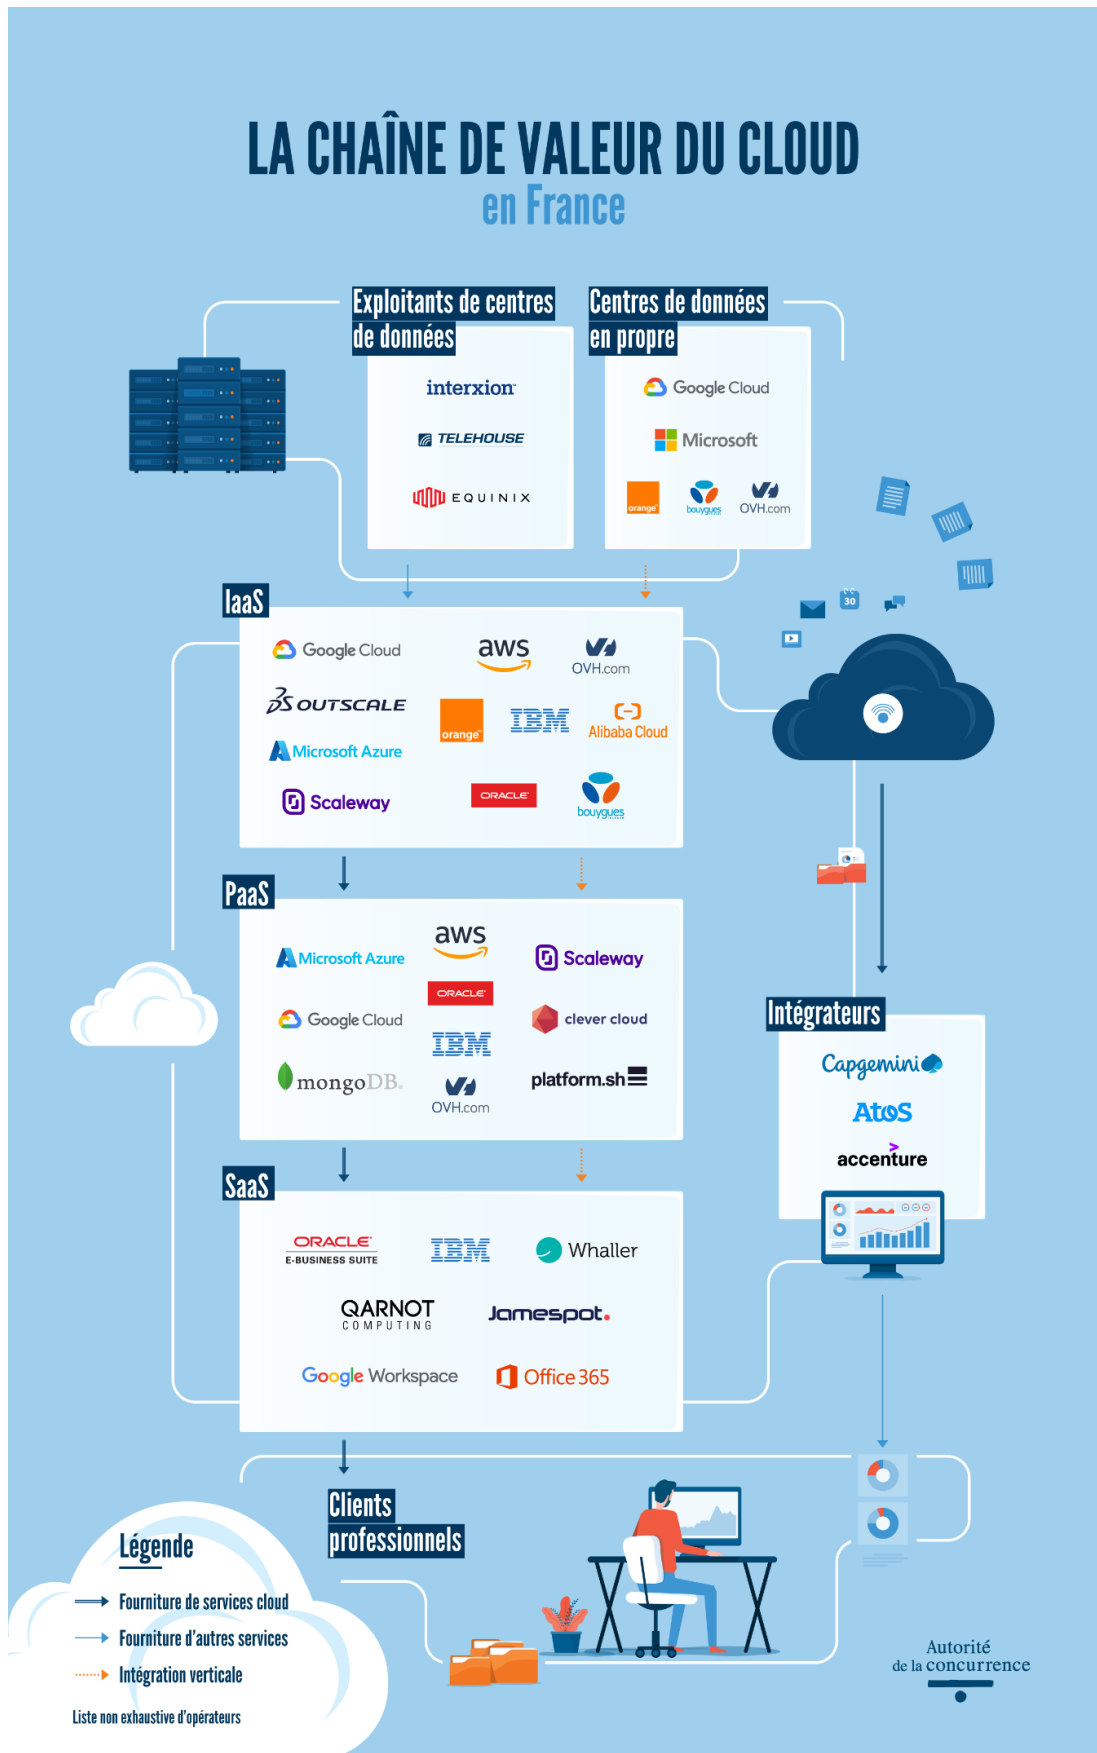 LA CHAÎNE DE VALEUR DU CLOUD
en France
Exploitants de centres
de données
interxion
TELEHOUSE
EQUINIX
Centres de données
en propre
Google Cloud
Microsoft
orange
bouygues
OVH.com
30
IaaS
Google Cloud
aws
OVH.com
3DS OUTSCALE
orange
IBM
Alibaba Cloud
Microsoft Azure
Scaleway
ORACLE
bouygues
PaaS
Microsoft Azure
aws
Scaleway
ORACLE
Google Cloud
clever cloud
IBM
mongoDB.
platform.sh
OVH.com
Intégrateurs
Capgemini
Atos
accenture
SaaS
ORACLE
E-BUSINESS SUITE
IBM
Whaller
QARNOT
COMPUTING
Jamespot.
Google Workspace
Office 365
Clients
professionnels
Légende
Fourniture de services cloud
Fourniture d'autres services
Intégration verticale
Liste non exhaustive d'opérateurs
Autorité
de la concurrence